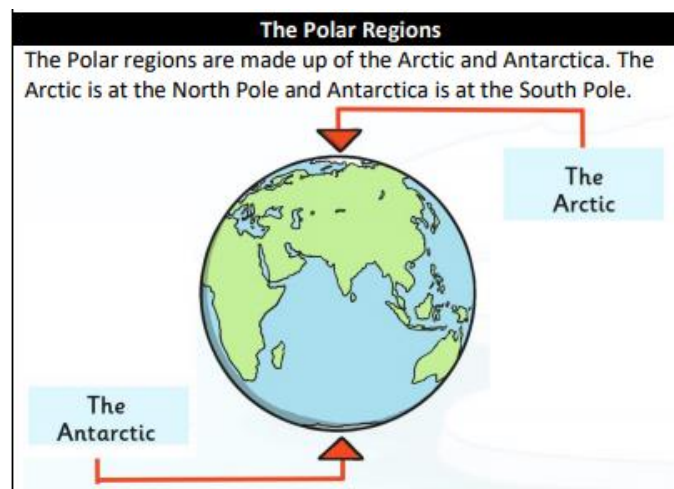 The Polar Regions
The Polar regions are made up of the Arctic and Antarctica. The
Arctic is at the North Pole and Antarctica is at the South Pole.
The
Arctic
The
Antarctic